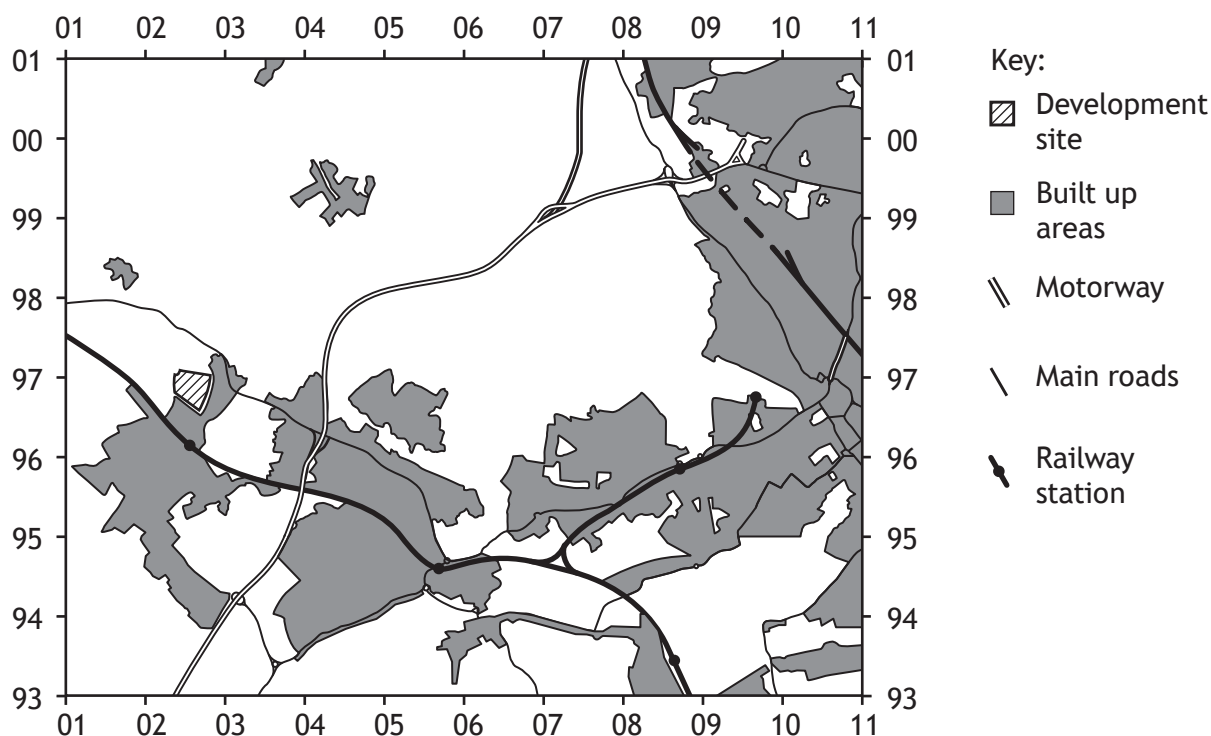 01 02 03 04 05 06 07 08 09 10 11
01 01
00 00
99 99
98 98
97 97
96 96
95 95
94 94
93 93
01 02 03 04 05 06 07 08 09 10 11
Key:
Development
site
Built up
areas
Motorway
Main roads
Railway
station